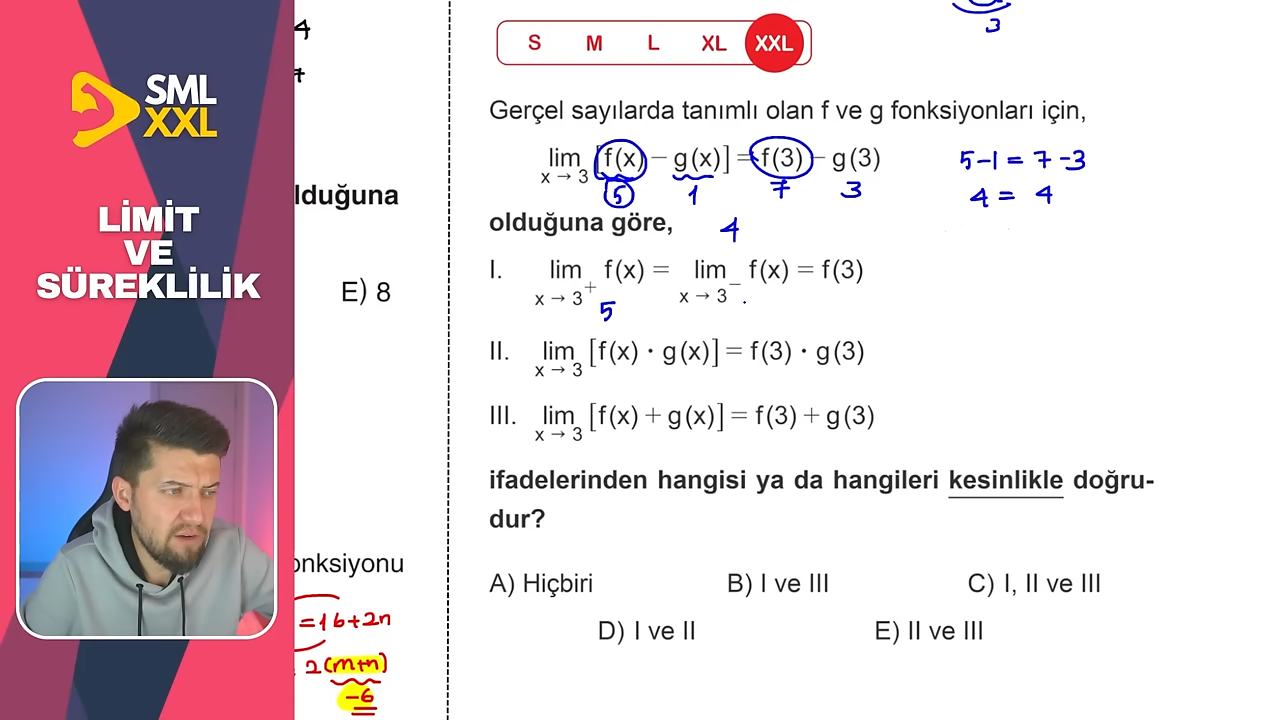 4
7
3
S M L XL XXL
SML
XXL
Gerçel sayılarda tanımlı olan f ve g fonksiyonları için,
lim x → 3 [f(x) − g(x)] = f(3) − g(3)
5 1 7 3
5-1 = 7-3
4 = 4
lduğuna
olduğuna göre,
4
LİMİT
VE
SÜREKLİLİK
I. lim x → 3⁺ f(x) = lim x → 3⁻ f(x) = f(3)
5
E) 8
II. lim x → 3 [f(x) · g(x)] = f(3) · g(3)
III. lim x → 3 [f(x) + g(x)] = f(3) + g(3)
ifadelerinden hangisi ya da hangileri kesinlikle doğru-
dur?
onksiyonu
A) Hiçbiri B) I ve III C) I, II ve III
D) I ve II E) II ve III
=16+2n
2(m+n)
-6